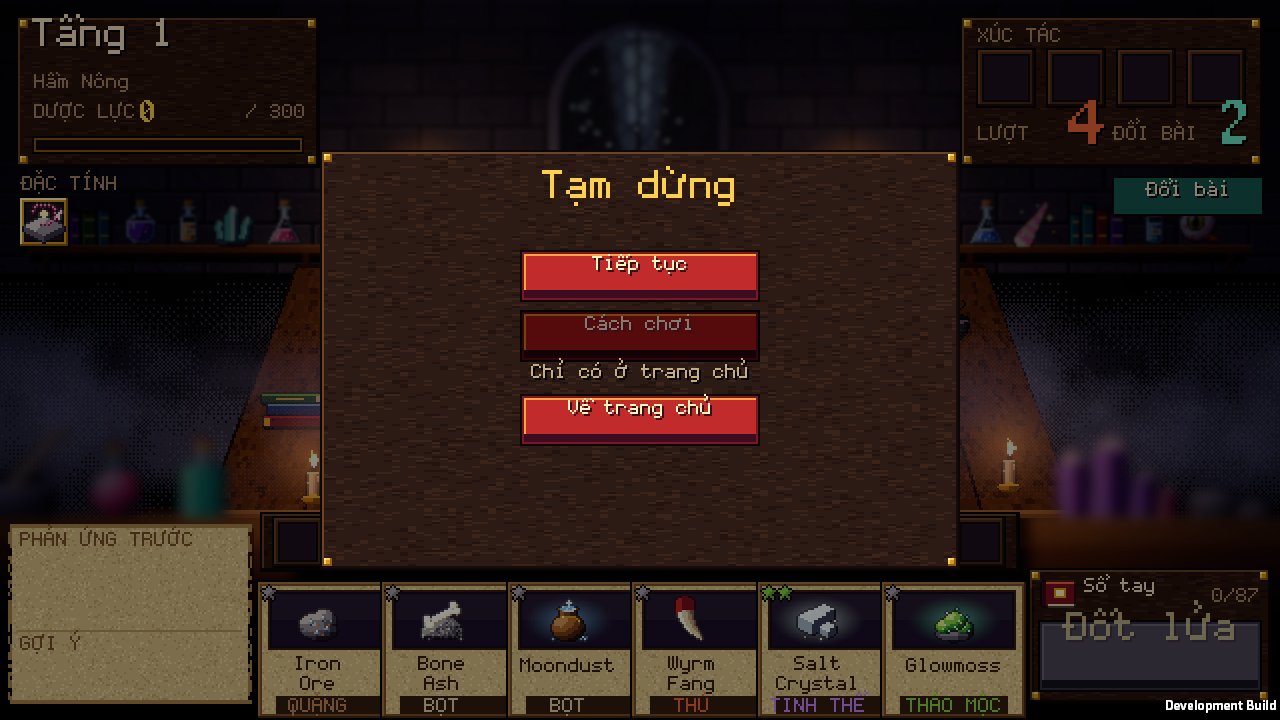 Tầng 1
Hầm Nông
DƯỢC LỰC 0 / 300
ĐẶC TÍNH
XÚC TÁC
LƯỢT 4 ĐỔI BÀI 2
Đổi bài
Tạm dừng
Tiếp tục
Cách chơi
Chỉ có ở trang chủ
Về trang chủ
PHẢN ỨNG TRƯỚC
GỢI Ý
Iron Ore
QUẶNG
Bone Ash
BỘT
Moondust
BỘT
Wyrm Fang
THÚ
Salt Crystal
TINH THỂ
Glowmoss
THẢO MỘC
Sổ tay
0/87
Đốt lửa
Development Build